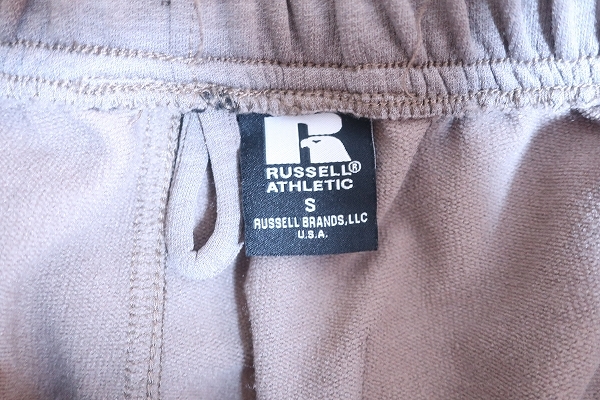 R
RUSSELL®
ATHLETIC
S
RUSSELL BRANDS,LLC
U.S.A.